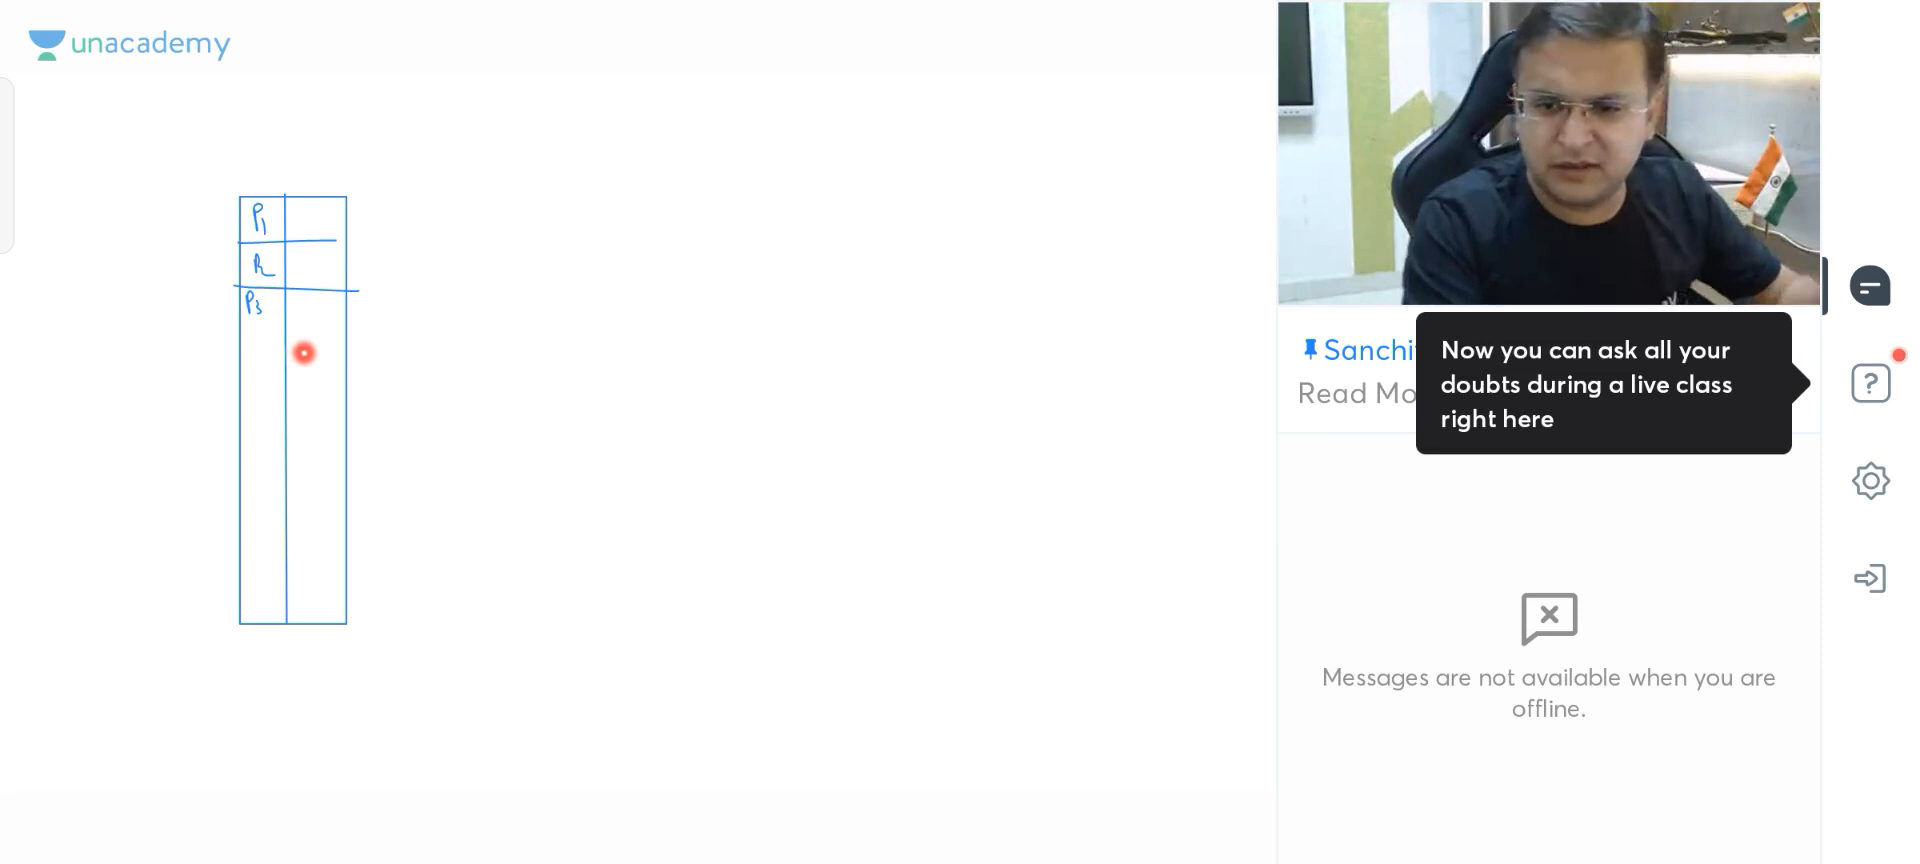 unacademy
P1
P2
P3
Sanchi
Read Mo
Now you can ask all your
doubts during a live class
right here
?
Messages are not available when you are
offline.